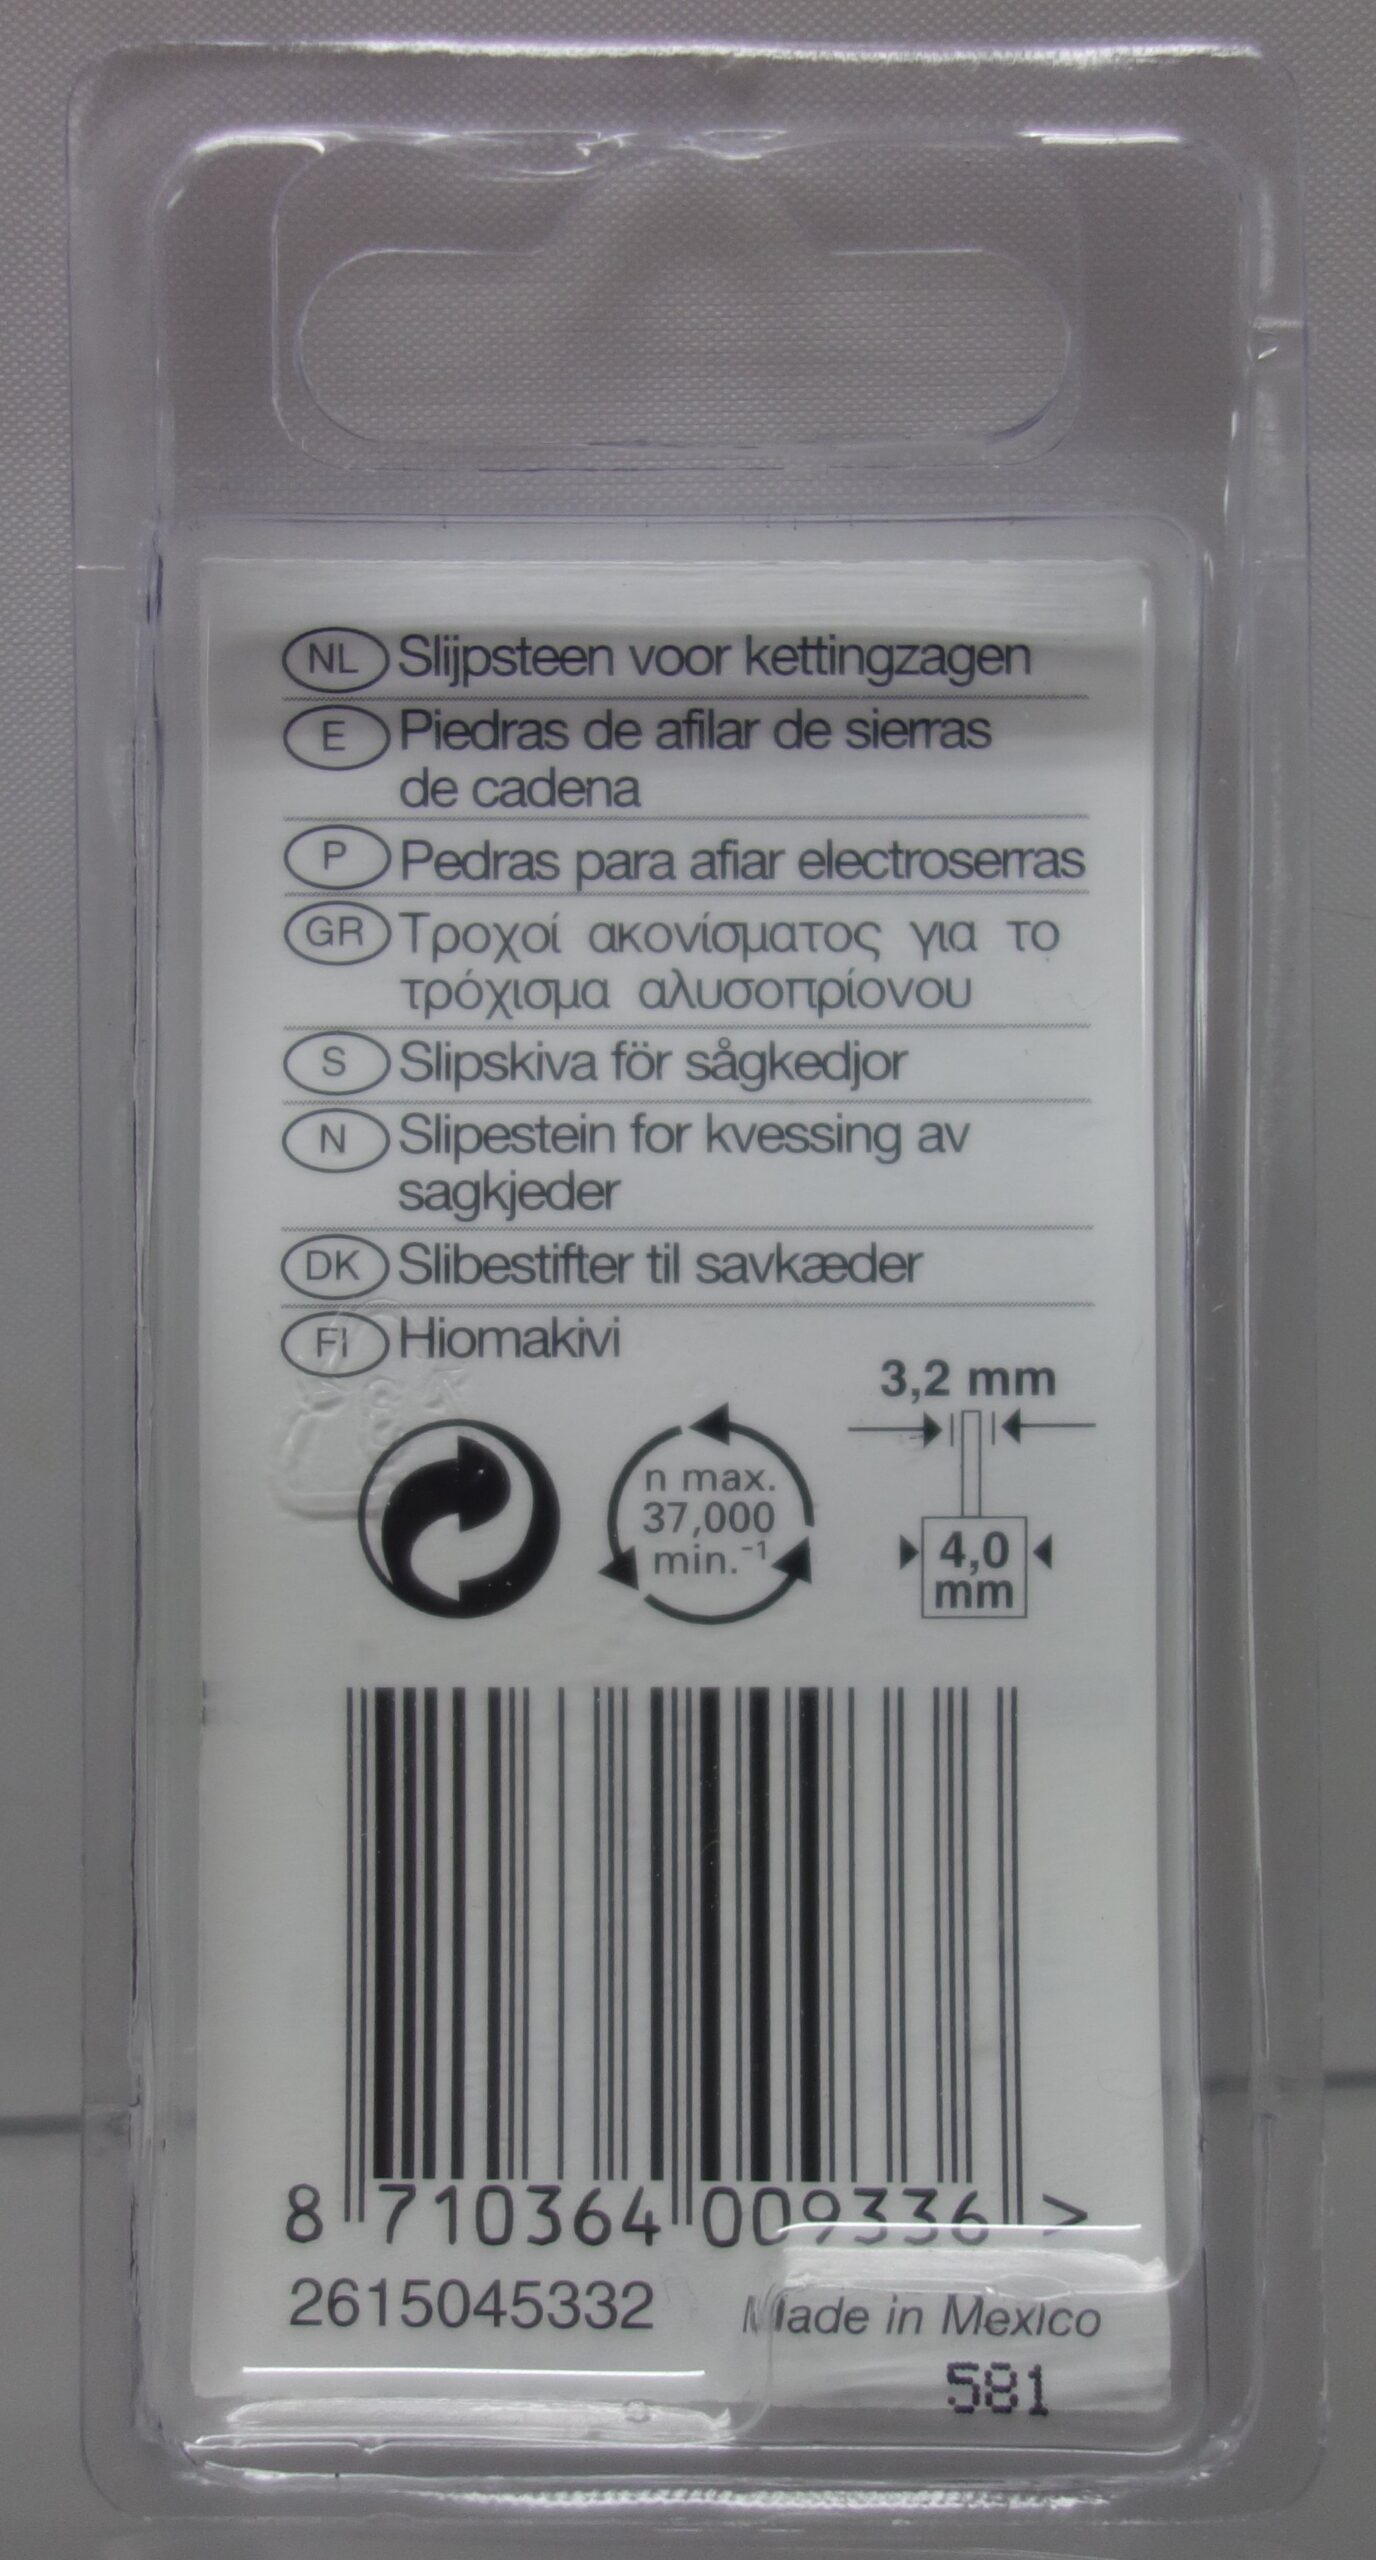 NL Slijpsteen voor kettingzagen
E Piedras de afilar de sierras
de cadena
P Pedras para afiar electroserras
GR Τροχοί ακονίσματος για το
τρόχισμα αλυσοπρίονου
S Slipskiva för sågkedjor
N Slipestein for kvessing av
sagkjeder
DK Slibestifter til savkæder
FI Hiomakivi
3,2 mm
n max.
37,000
min.⁻¹
4,0
mm
8 710364 009336 >
2615045332 Made in Mexico
581